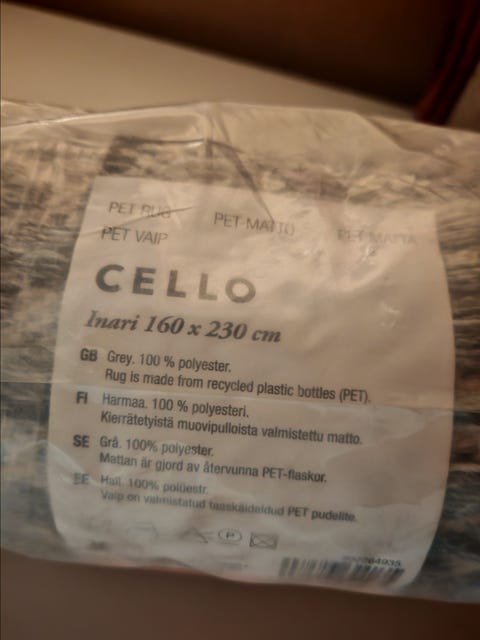 PET RUG PET-MATTO PET MATTA
PET VAIP
CELLO
Inari 160 x 230 cm
GB Grey. 100 % polyester.
Rug is made from recycled plastic bottles (PET).
FI Harmaa. 100 % polyesteri.
Kierrätetyistä muovipulloista valmistettu matto.
SE Grå. 100% polyester.
Mattan är gjord av återvunna PET-flaskor.
EE Hall. 100% polüestr.
Vaip on valmistatud taaskäideldud PET pudelite.
P